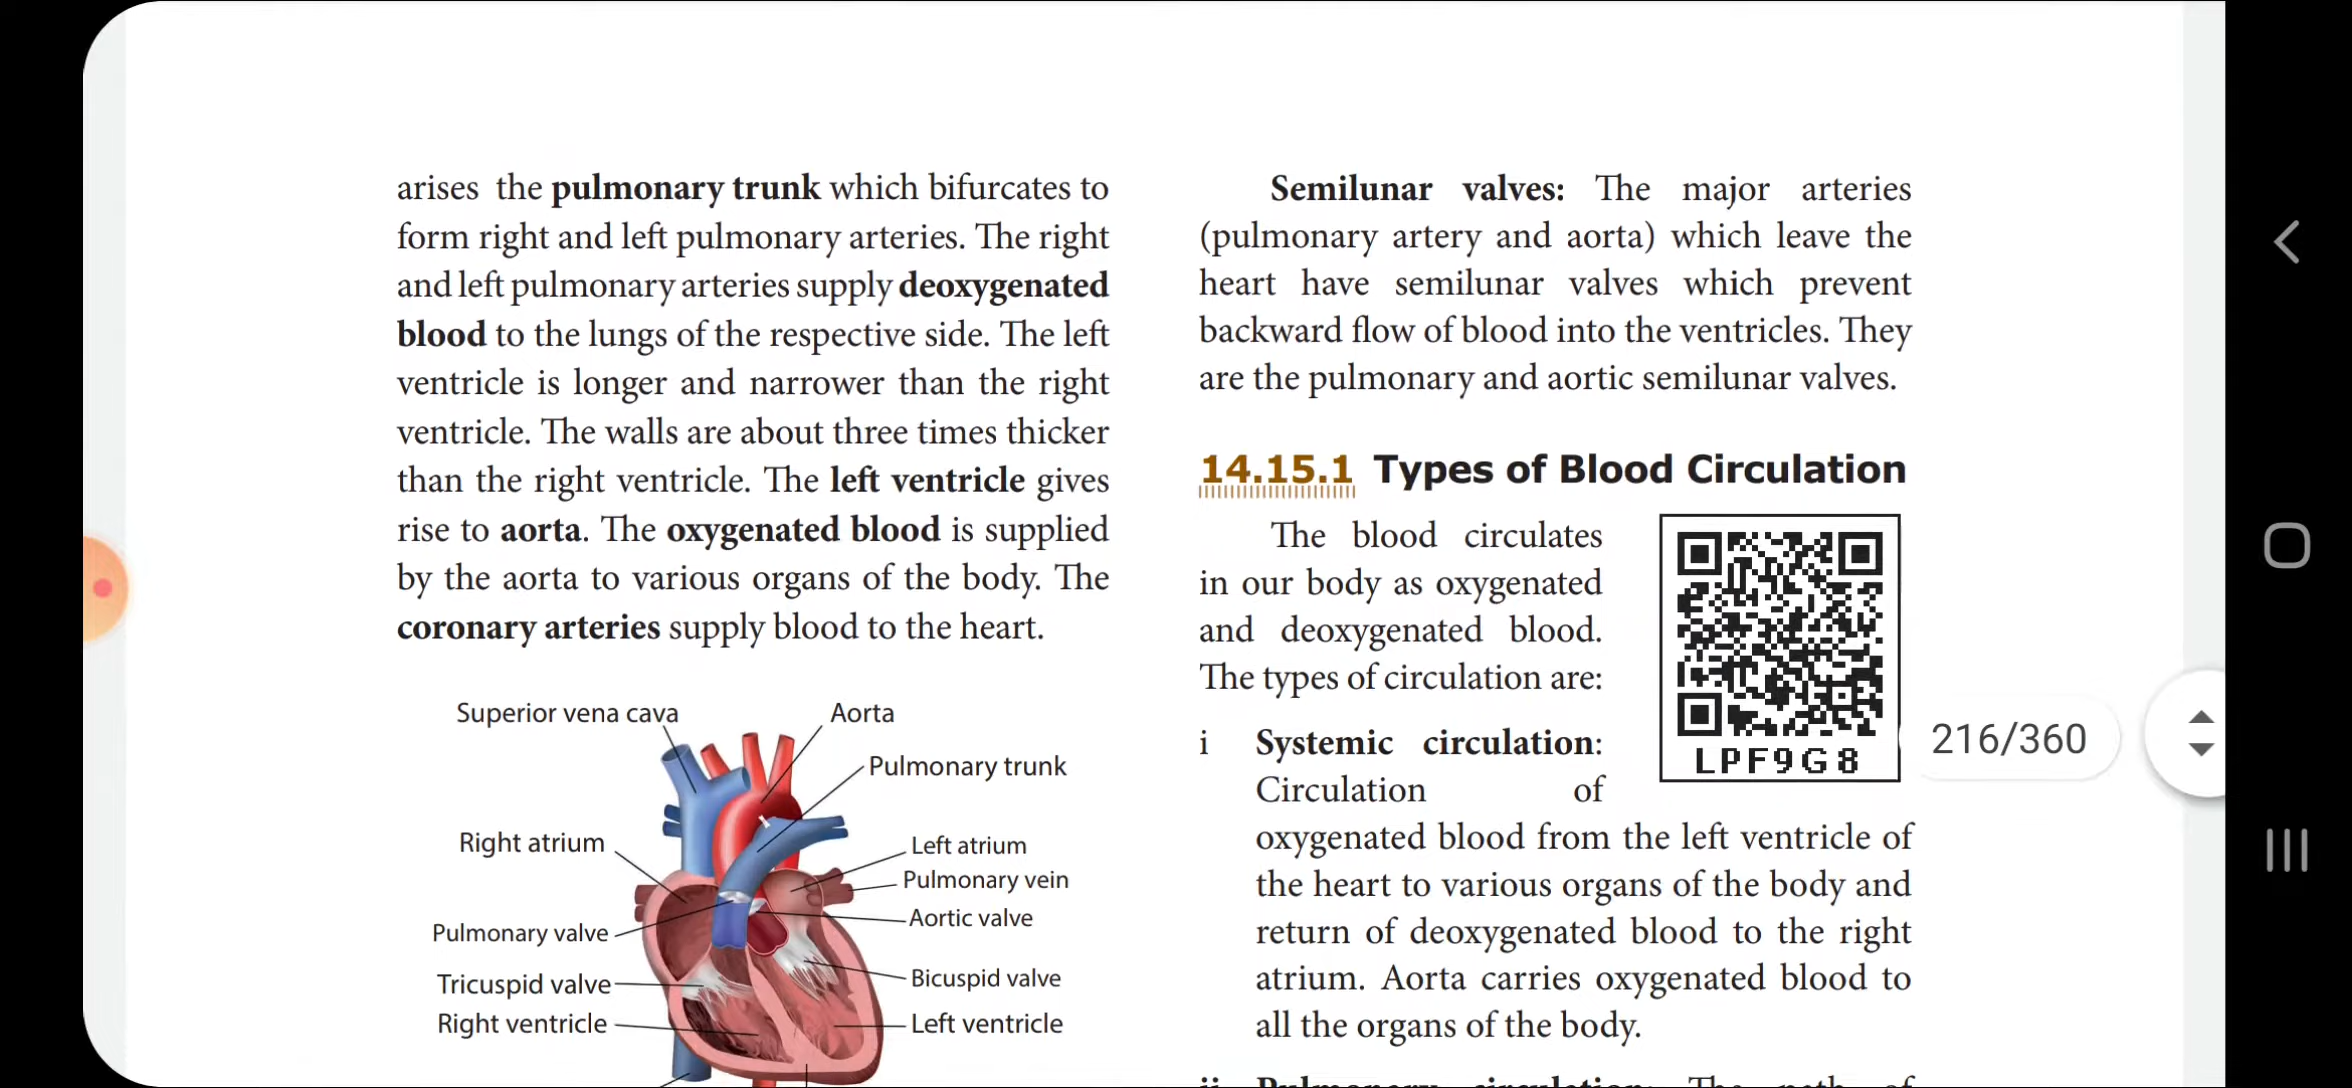 arises the pulmonary trunk which bifurcates to
form right and left pulmonary arteries. The right
and left pulmonary arteries supply deoxygenated
blood to the lungs of the respective side. The left
ventricle is longer and narrower than the right
ventricle. The walls are about three times thicker
than the right ventricle. The left ventricle gives
rise to aorta. The oxygenated blood is supplied
by the aorta to various organs of the body. The
coronary arteries supply blood to the heart.
Superior vena cava
Aorta
Pulmonary trunk
Right atrium
Left atrium
Pulmonary vein
Aortic valve
Pulmonary valve
Bicuspid valve
Tricuspid valve
Right ventricle
Left ventricle
Semilunar valves: The major arteries
(pulmonary artery and aorta) which leave the
heart have semilunar valves which prevent
backward flow of blood into the ventricles. They
are the pulmonary and aortic semilunar valves.
14.15.1 Types of Blood Circulation
The blood circulates
in our body as oxygenated
and deoxygenated blood.
The types of circulation are:
LPF9G8
i Systemic circulation:
Circulation of
oxygenated blood from the left ventricle of
the heart to various organs of the body and
return of deoxygenated blood to the right
atrium. Aorta carries oxygenated blood to
all the organs of the body.
ii Pulmonary circulation: The path of
216/360